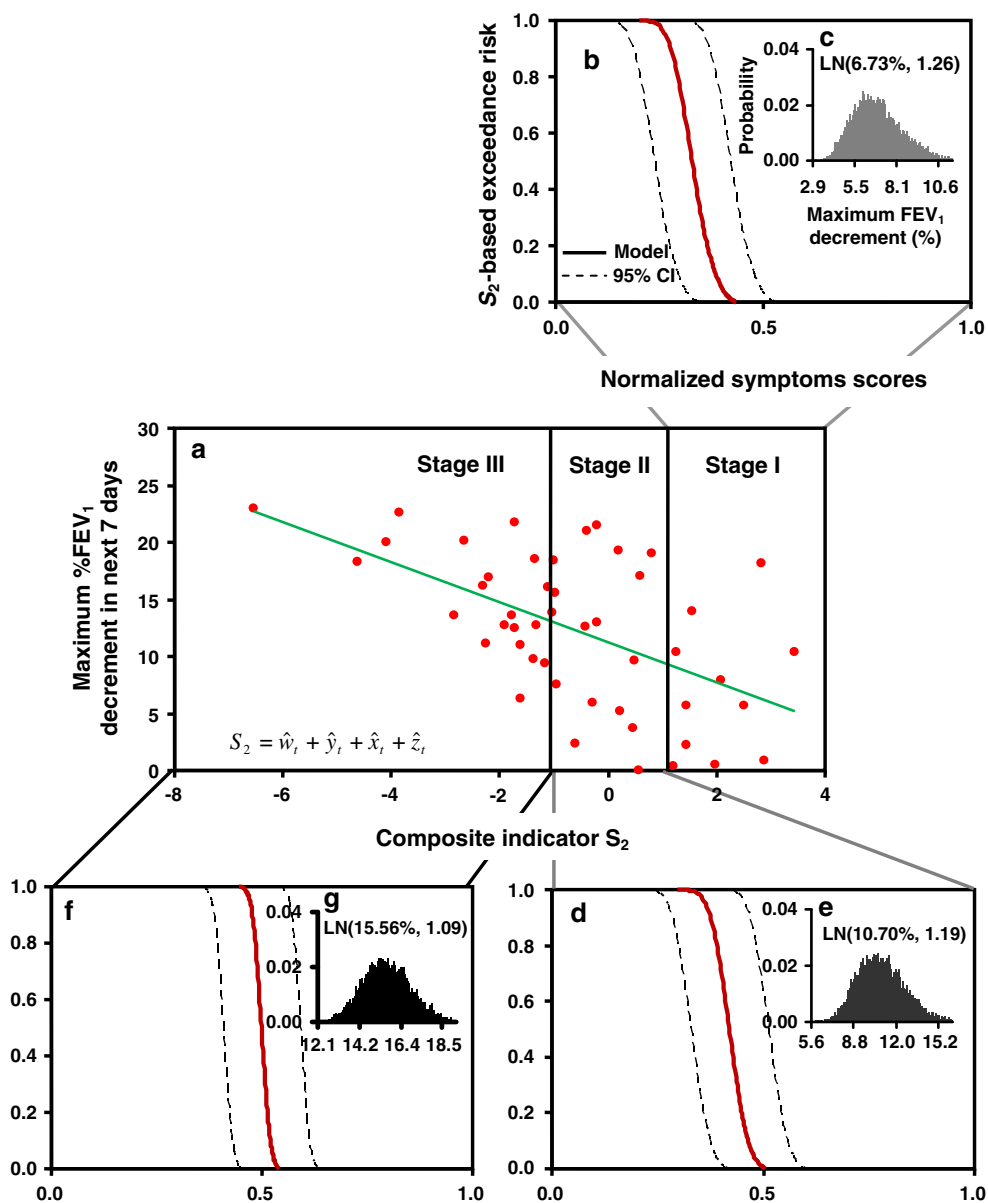 S2-based exceedance risk
1.0
0.8
0.6
0.4
0.2
0.0
b
Model
95% CI
0.0 0.5 1.0
c
LN(6.73%, 1.26)
Probability
0.04
0.02
0.00
2.9 5.5 8.1 10.6
Maximum FEV1
decrement (%)
Normalized symptoms scores
Maximum %FEV1
decrement in next 7 days
30
25
20
15
10
5
0
a
Stage III Stage II Stage I
S2 = ŵt + ŷt + x̂t + ẑt
-8 -6 -4 -2 0 2 4
Composite indicator S2
1.0
0.8
0.6
0.4
0.2
0.0
f
0.0 0.5 1.0
g
LN(15.56%, 1.09)
0.04
0.02
0.00
12.1 14.2 16.4 18.5
1.0
0.8
0.6
0.4
0.2
0.0
d
0.0 0.5 1.0
e
LN(10.70%, 1.19)
0.04
0.02
0.00
5.6 8.8 12.0 15.2